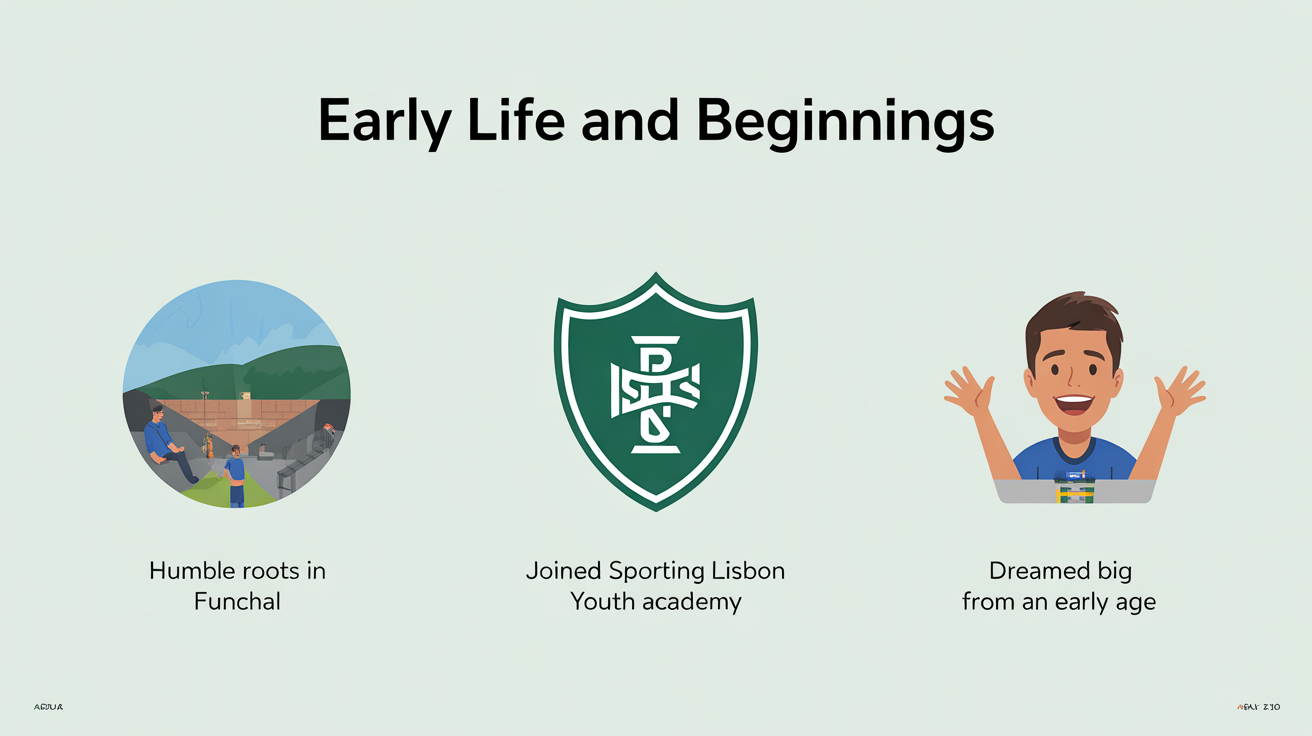 Early Life and Beginnings
Humble roots in
Funchal
Joined Sporting Lisbon
Youth academy
Dreamed big
from an early age